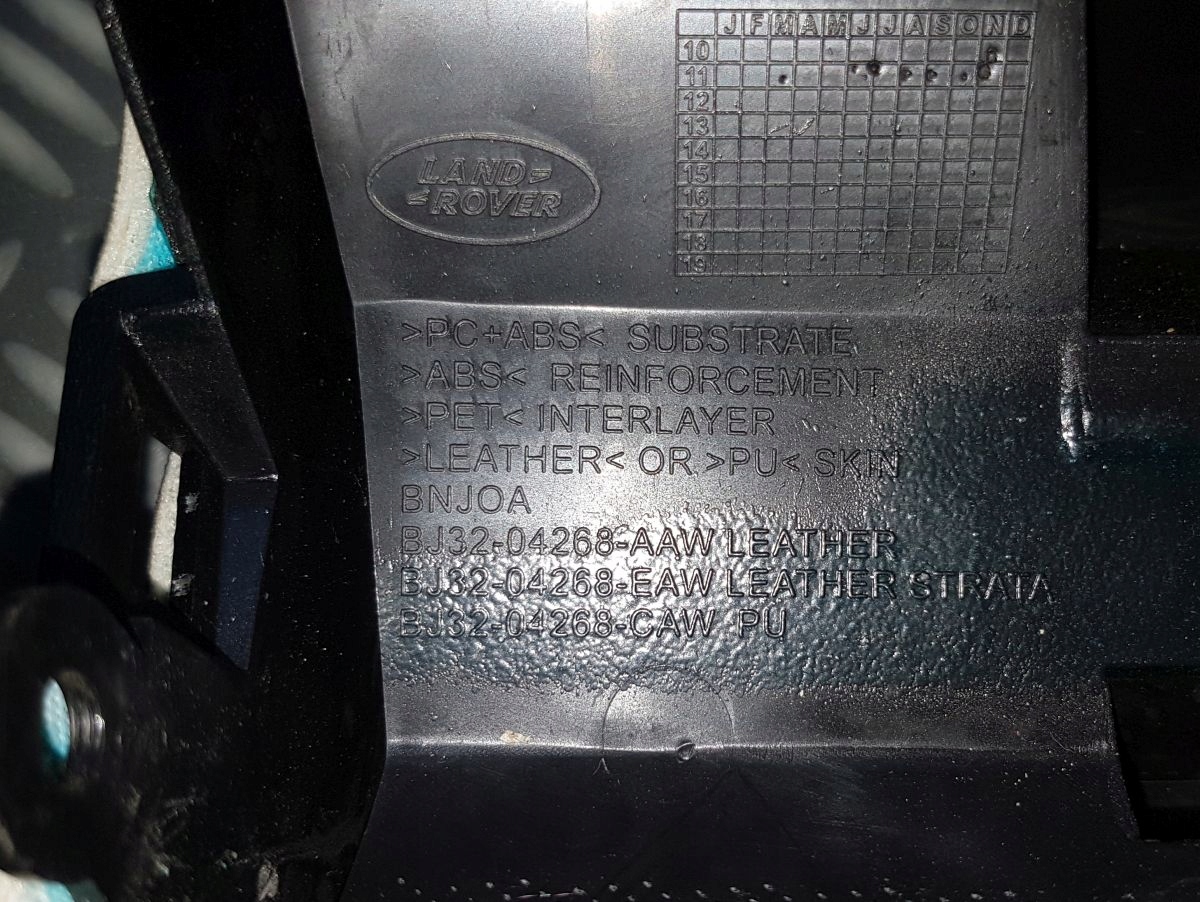 LAND
ROVER
J F M A M J J A S O N D
10
11
12
13
14
15
16
17
18
19
>PC+ABS< SUBSTRATE
>ABS< REINFORCEMENT
>PET< INTERLAYER
>LEATHER< OR >PU< SKIN
BNJOA
BJ32-04268-AAW LEATHER
BJ32-04268-EAW LEATHER STRATA
BJ32-04268-CAW PU